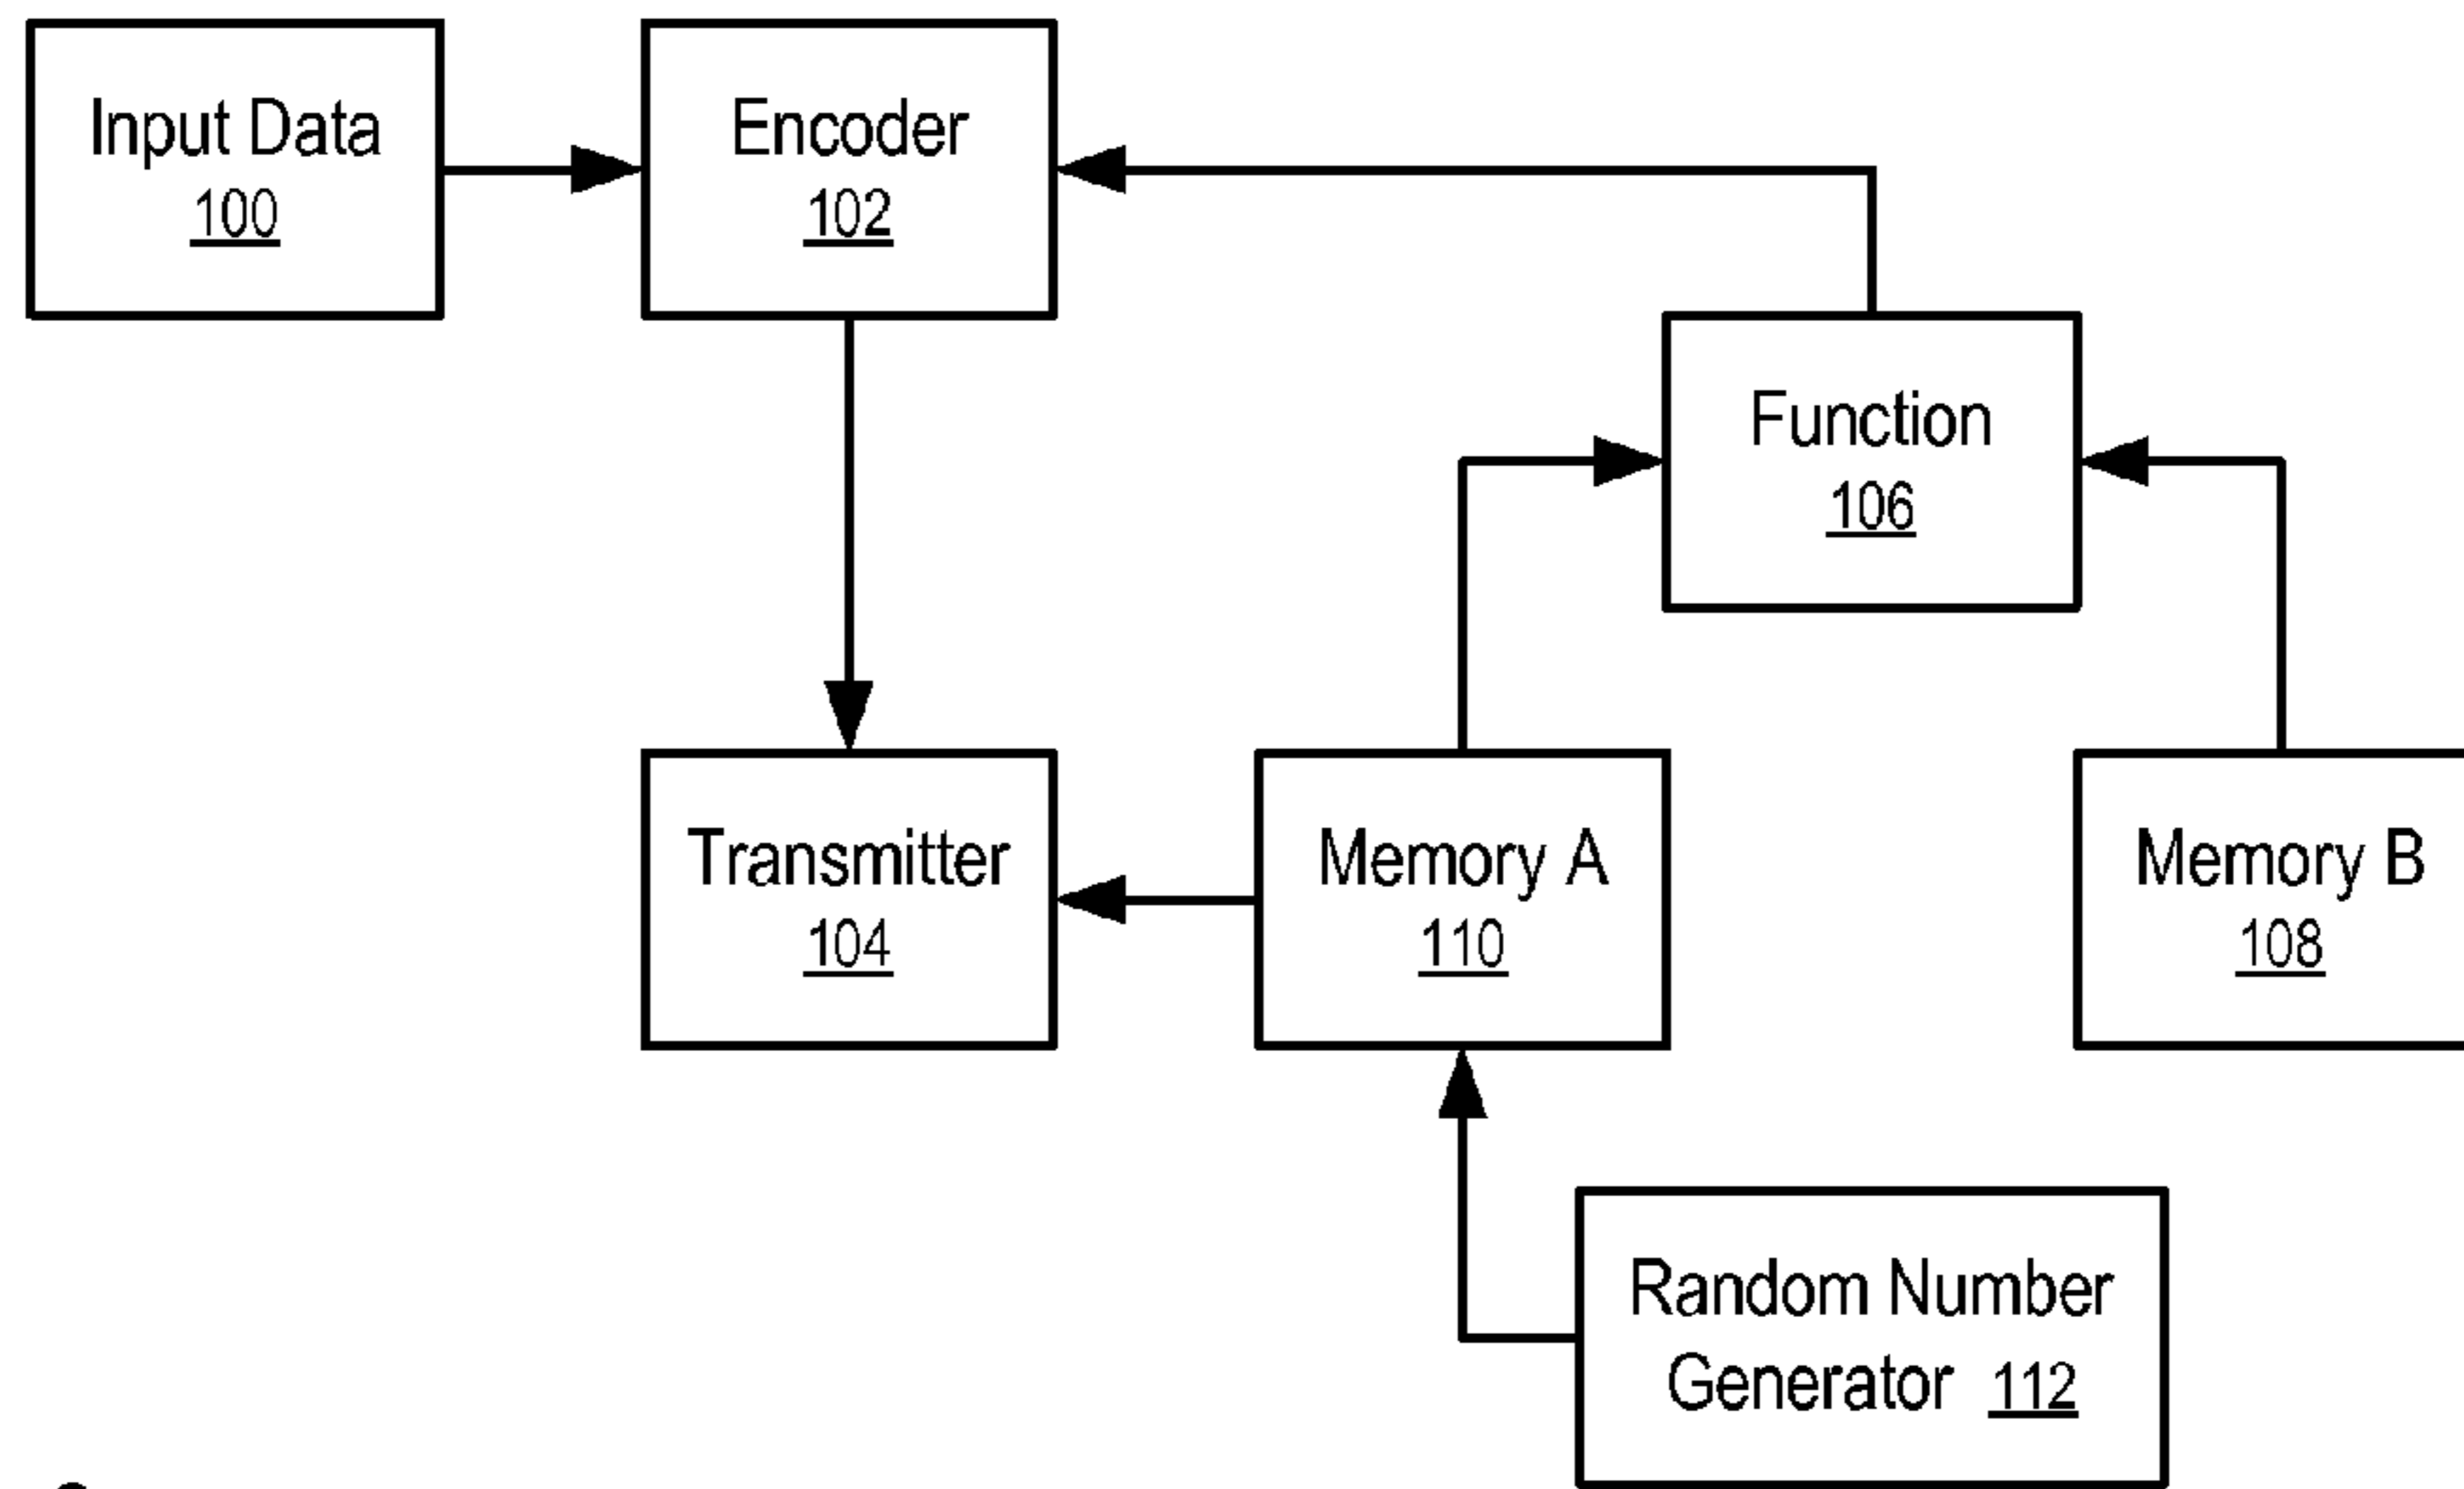 Input Data
100
Encoder
102
Function
106
Transmitter
104
Memory A
110
Memory B
108
Random Number
Generator 112